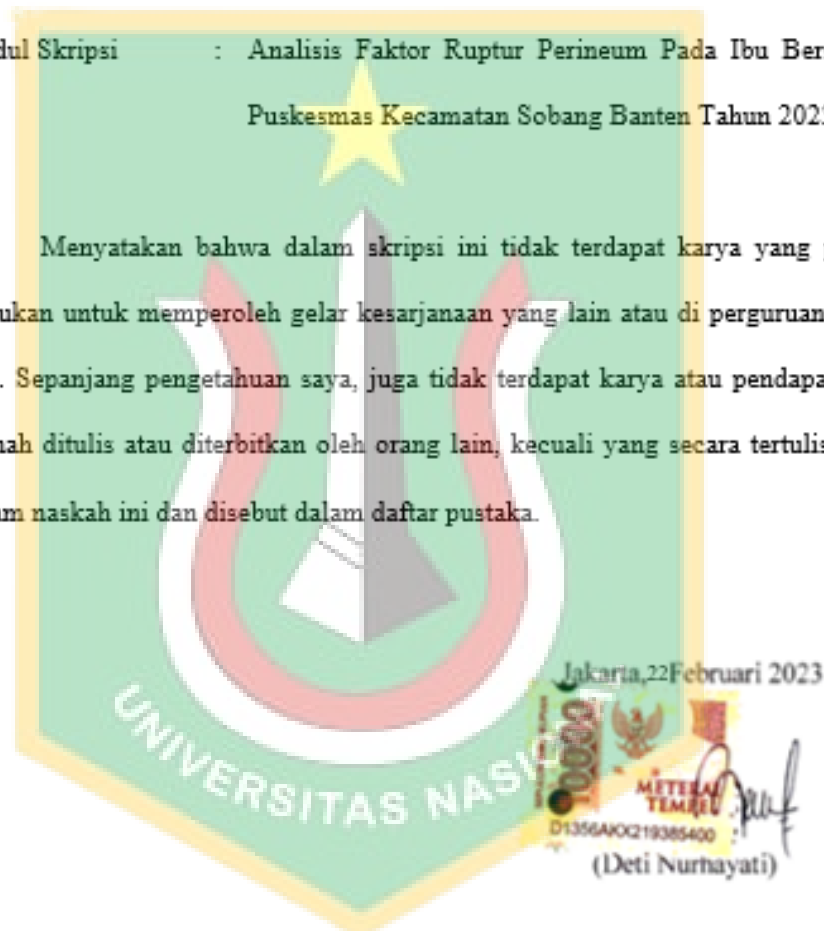 dul Skripsi : Analisis Faktor Ruptur Perineum Pada Ibu Ber
Puskesmas Kecamatan Sobang Banten Tahun 202
Menyatakan bahwa dalam skripsi ini tidak terdapat karya yang
ukan untuk memperoleh gelar kesarjanaan yang lain atau di perguruan
. Sepanjang pengetahuan saya, juga tidak terdapat karya atau pendapa
nah ditulis atau diterbitkan oleh orang lain, kecuali yang secara tertulis
m naskah ini dan disebut dalam daftar pustaka.
Jakarta,22Februari 2023
10000
METERAI
TEMPEL
D1356AKX219385400
(Deti Nurhayati)
UNIVERSITAS NASIONAL